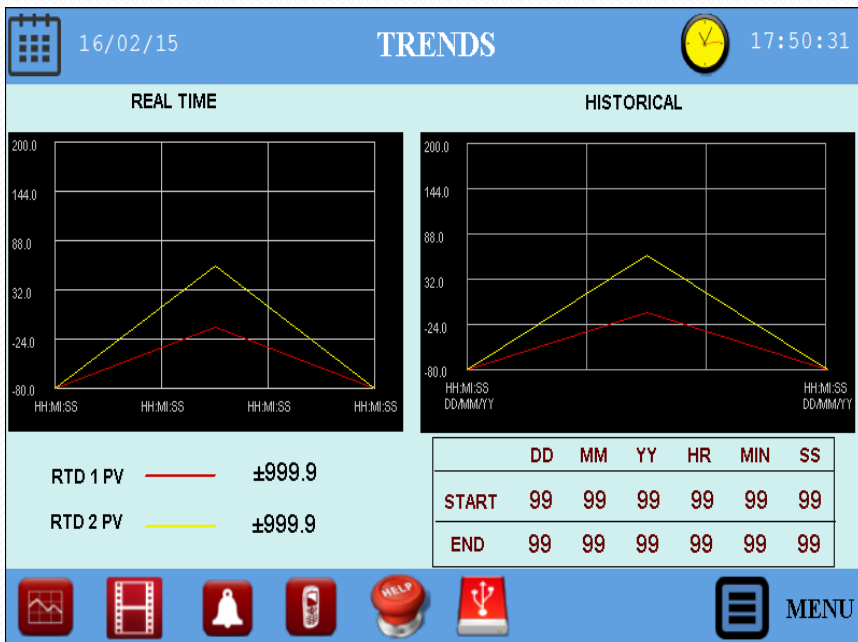 16/02/15 TRENDS 17:50:31
REAL TIME HISTORICAL
200.0
144.0
88.0
32.0
-24.0
-80.0
HH:MI:SS HH:MI:SS HH:MI:SS HH:MI:SS
200.0
144.0
88.0
32.0
-24.0
-80.0
HH:MI:SS HH:MI:SS
DD/MM/YY DD/MM/YY
RTD 1 PV ±999.9
RTD 2 PV ±999.9
DD MM YY HR MIN SS
START 99 99 99 99 99 99
END 99 99 99 99 99 99
HELP
MENU